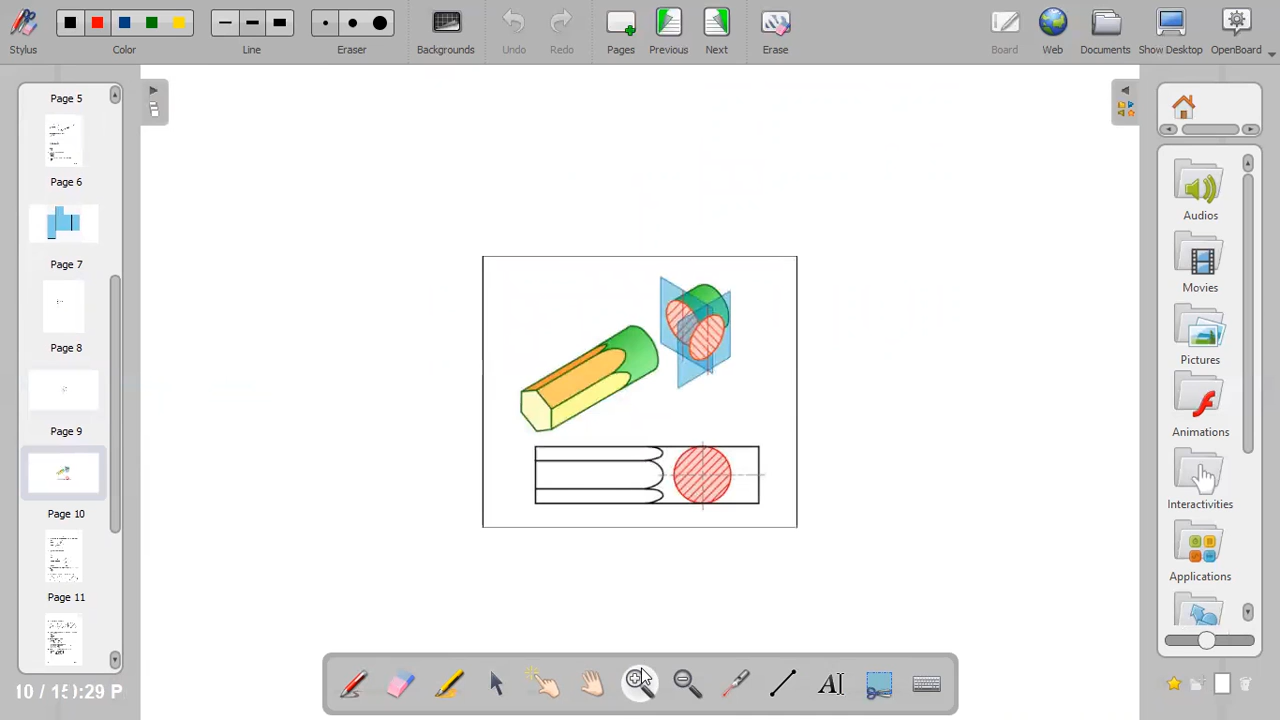 Stylus Color Line Eraser Backgrounds Undo Redo Pages Previous Next Erase Board Web Documents Show Desktop OpenBoard
Page 5
Page 6
Page 7
Page 8
Page 9
Page 10
Page 11
Audios
Movies
Pictures
Animations
Interactivities
Applications
AI